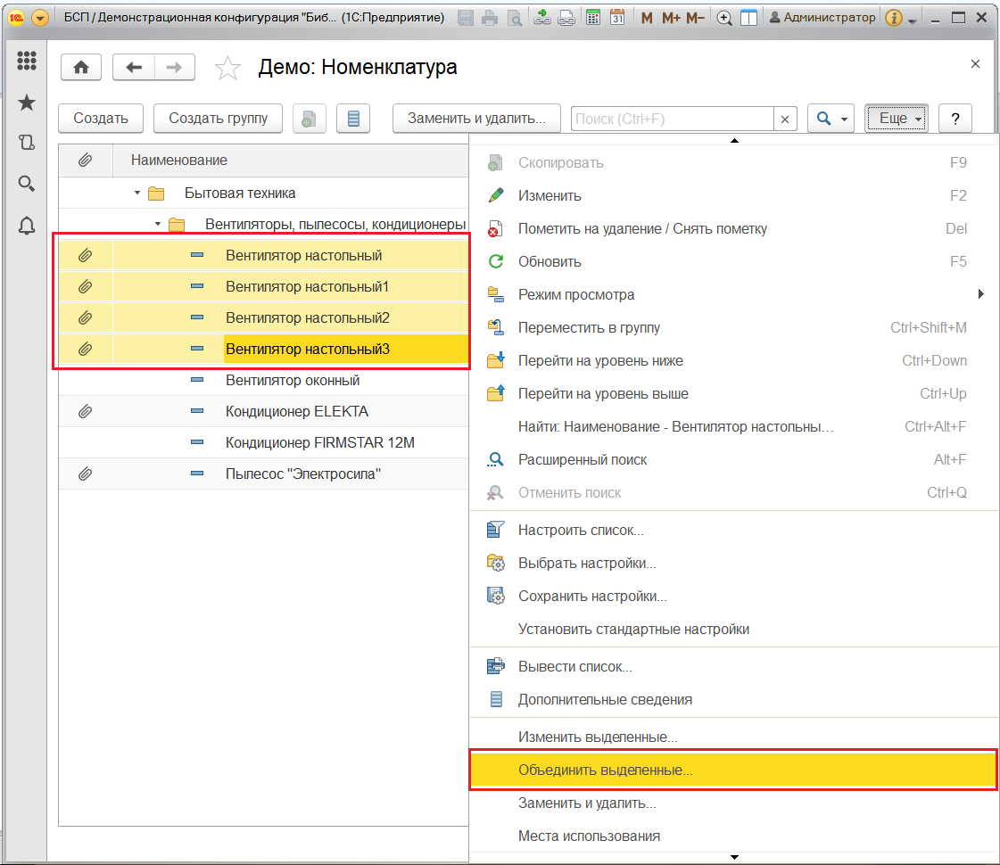 БСП / Демонстрационная конфигурация "Биб... (1С:Предприятие)
31
M M+ M−
Администратор
Демо: Номенклатура
Создать
Создать группу
Заменить и удалить...
Поиск (Ctrl+F)
Еще
?
Наименование
Бытовая техника
Вентиляторы, пылесосы, кондиционеры
Вентилятор настольный
Вентилятор настольный1
Вентилятор настольный2
Вентилятор настольный3
Вентилятор оконный
Кондиционер ELEKTA
Кондиционер FIRMSTAR 12M
Пылесос "Электросила"
Скопировать F9
Изменить F2
Пометить на удаление / Снять пометку Del
Обновить F5
Режим просмотра
Переместить в группу Ctrl+Shift+M
Перейти на уровень ниже Ctrl+Down
Перейти на уровень выше Ctrl+Up
Найти: Наименование - Вентилятор настольны... Ctrl+Alt+F
Расширенный поиск Alt+F
Отменить поиск Ctrl+Q
Настроить список...
Выбрать настройки...
Сохранить настройки...
Установить стандартные настройки
Вывести список...
Дополнительные сведения
Изменить выделенные...
Объединить выделенные...
Заменить и удалить...
Места использования